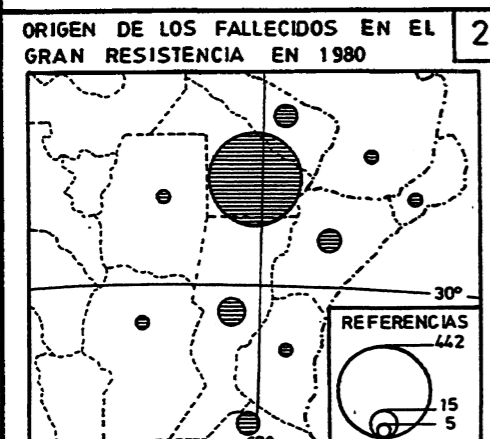 ORIGEN DE LOS FALLECIDOS EN EL
GRAN RESISTENCIA EN 1980
2
30°
REFERENCIAS
442
15
5